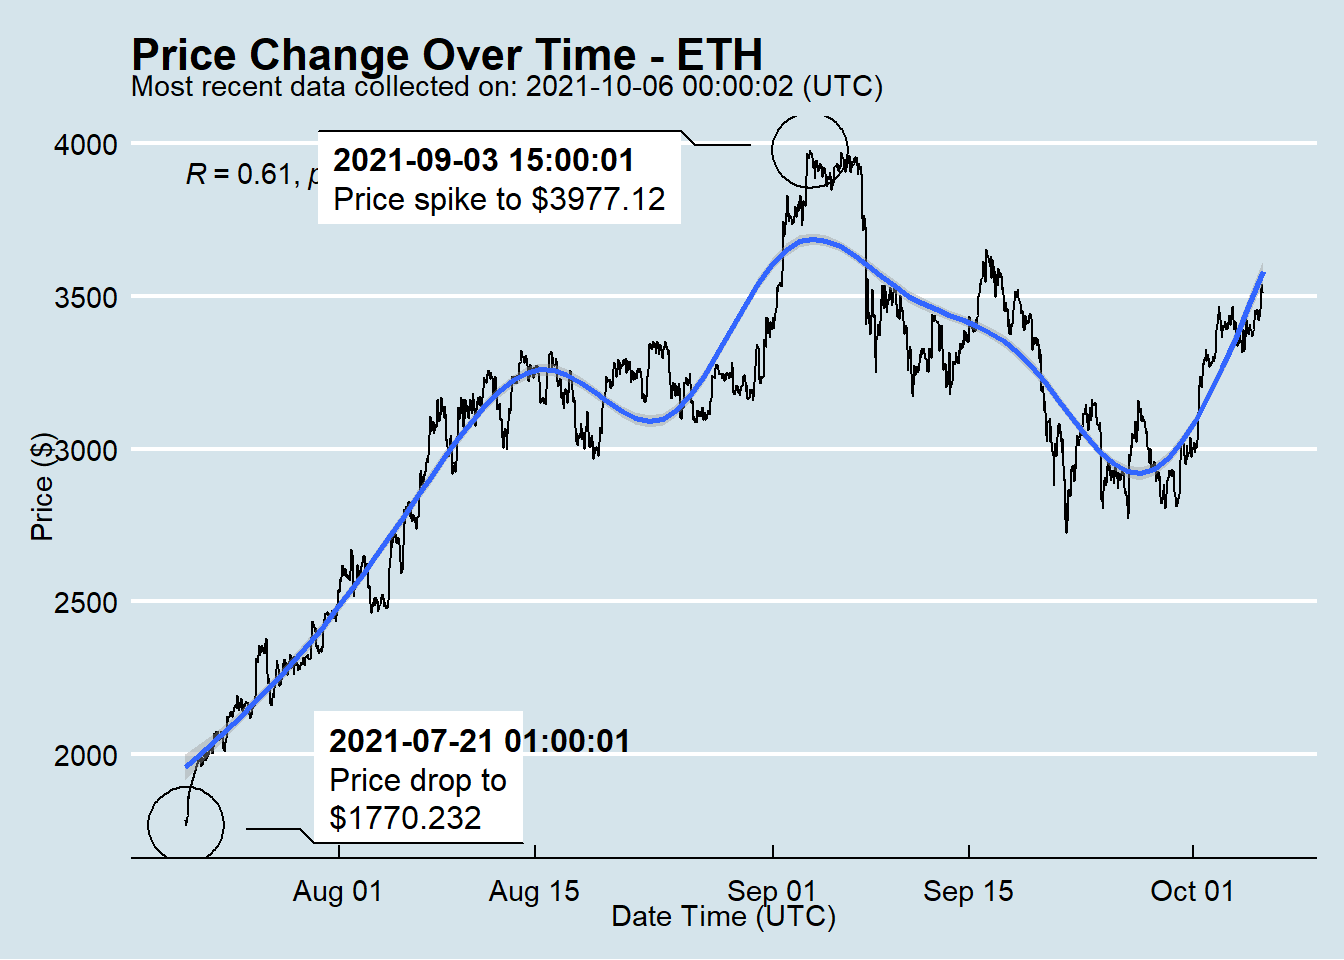 Price Change Over Time - ETH
Most recent data collected on: 2021-10-06 00:00:02 (UTC)
4000
R = 0.61,
2021-09-03 15:00:01
Price spike to $3977.12
3500
3000
Price ($)
2500
2000
2021-07-21 01:00:01
Price drop to
$1770.232
Aug 01
Aug 15
Sep 01
Sep 15
Oct 01
Date Time (UTC)